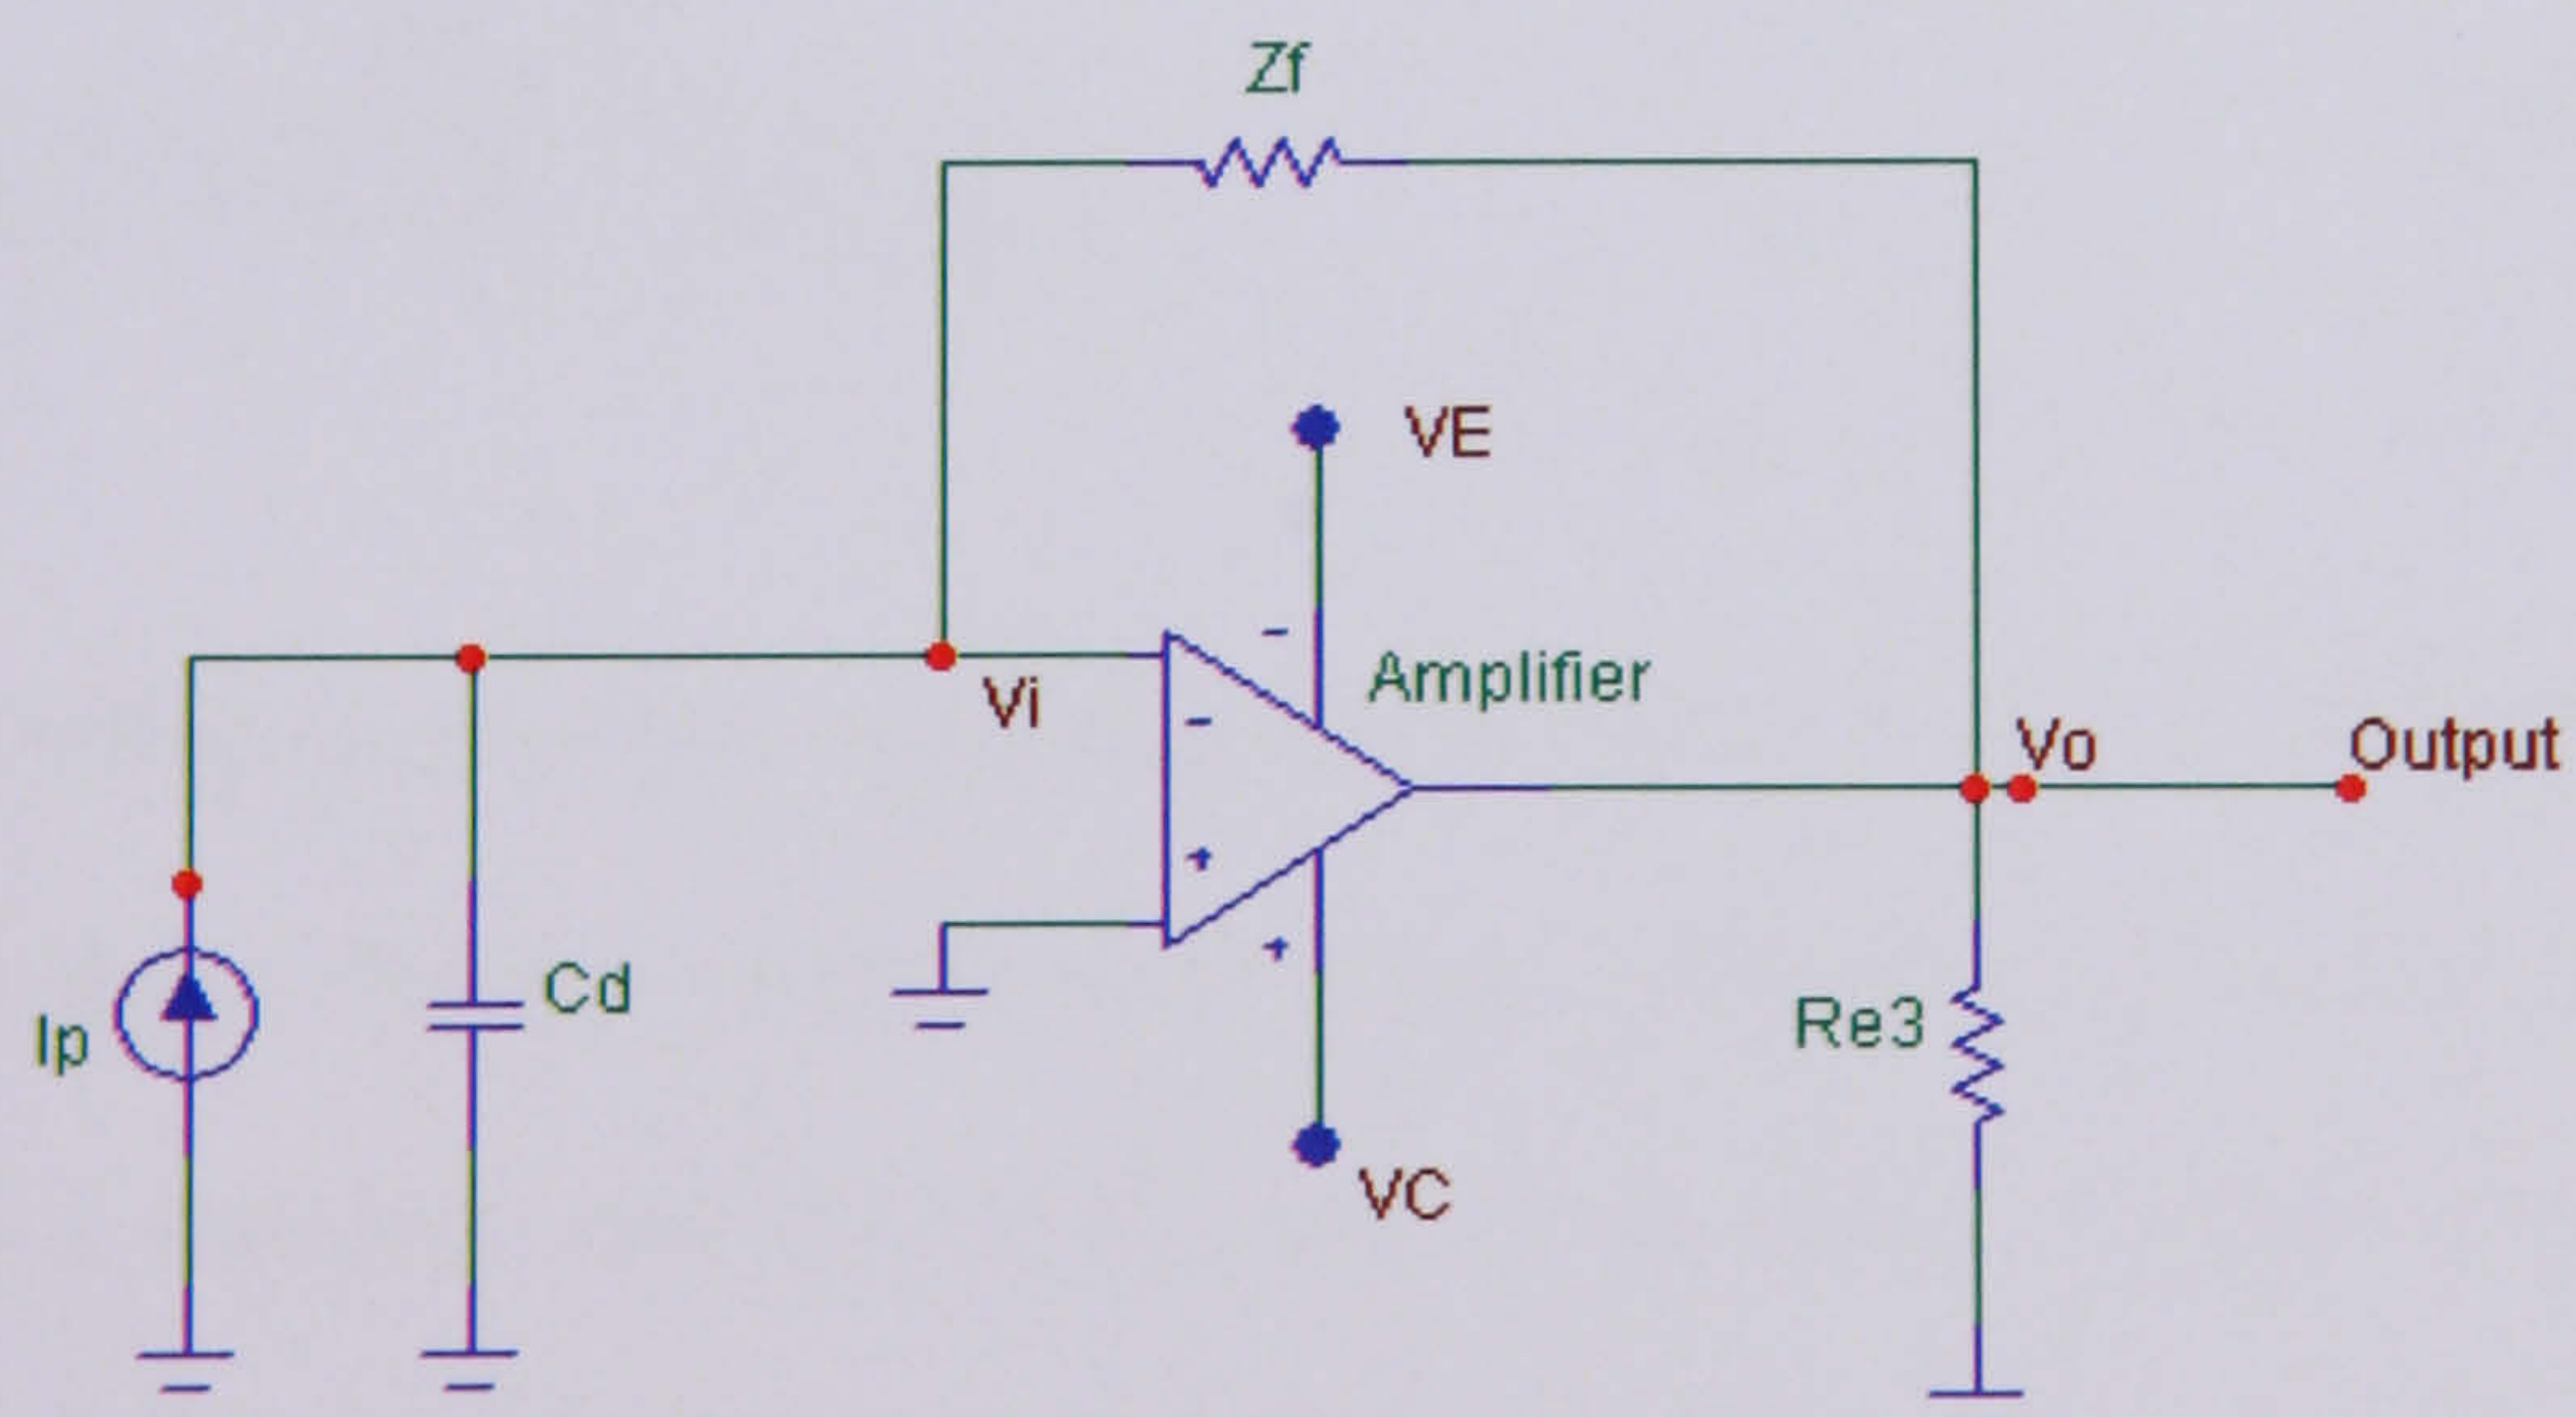 Zf
VE
-
Amplifier
Vi
-
Vo
Output
+
+
Cd
Ip
Re3
VC